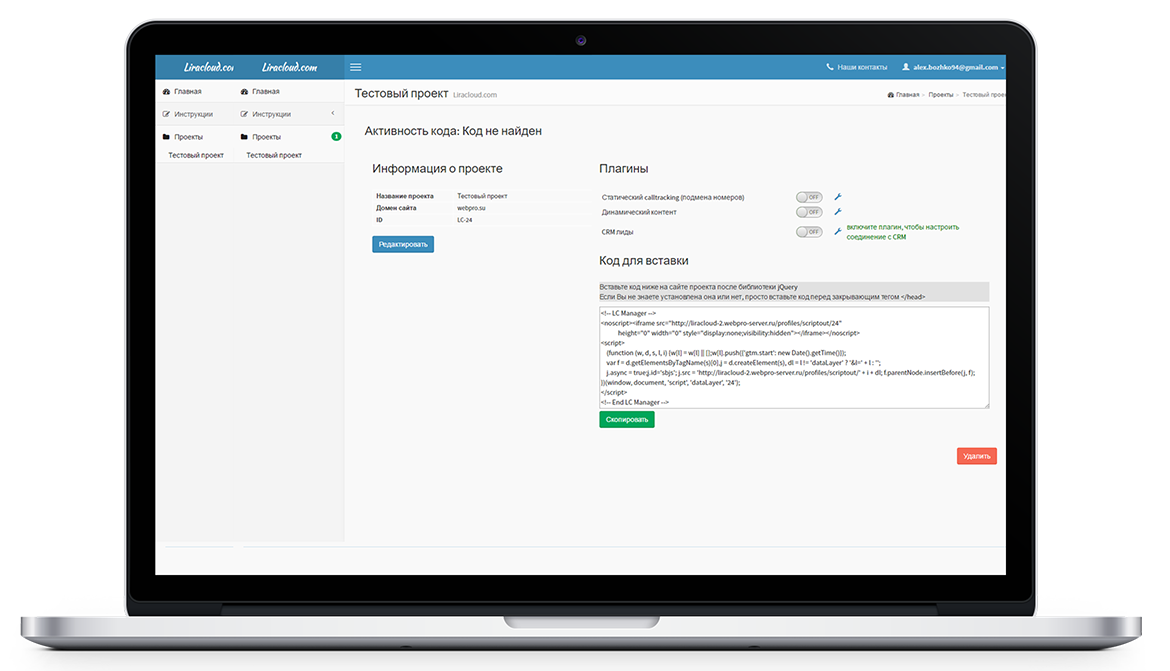 Liracloud.co
Liracloud.com
Наши контакты
alex.bozhko94@gmail.com
Главная
Главная
Инструкции
Инструкции
Проекты
Проекты
1
Тестовый проект
Тестовый проект
Тестовый проект Liracloud.com
Главная > Проекты > Тестовый проек
Активность кода: Код не найден
Информация о проекте
Название проекта Тестовый проект
Домен сайта webpro.su
ID LC-24
Редактировать
Плагины
Статический calltracking (подмена номеров) OFF
Динамический контент OFF
CRM лиды OFF
включите плагин, чтобы настроить
соединение с CRM
Код для вставки
Вставьте код ниже на сайте проекта после библиотеки jQuery
Если Вы не знаете установлена она или нет, просто вставьте код перед закрывающим тегом </head>
<!-- LC Manager -->
<noscript><iframe src="http://liracloud-2.webpro-server.ru/profiles/scriptout/24"
height="0" width="0" style="display:none;visibility:hidden"></iframe></noscript>
<script>
(function (w, d, s, l, i) {w[l] = w[l] || [];w[l].push({'gtm.start': new Date().getTime()});
var f = d.getElementsByTagName(s)[0],j = d.createElement(s), dl = l != 'dataLayer' ? '&l=' + l : '';
j.async = true;j.id='sbjs'; j.src = 'http://liracloud-2.webpro-server.ru/profiles/scriptout/' + i + dl; f.parentNode.insertBefore(j, f);
})(window, document, 'script', 'dataLayer', '24');
</script>
<!-- End LC Manager -->
Скопировать
Удалить